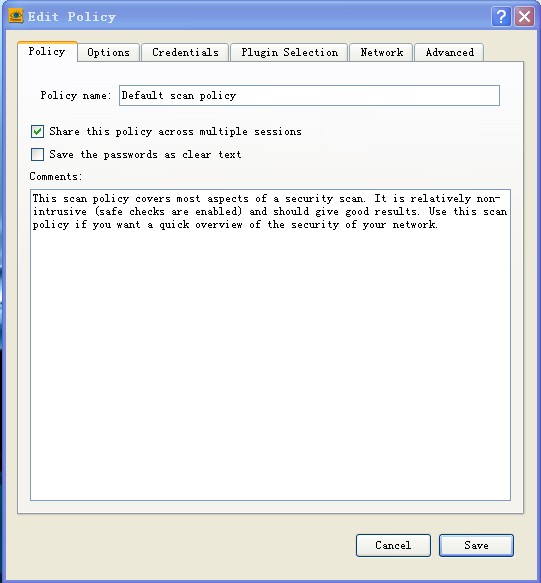 Edit Policy
Policy Options Credentials Plugin Selection Network Advanced
Policy name: Default scan policy
Share this policy across multiple sessions
Save the passwords as clear text
Comments:
This scan policy covers most aspects of a security scan. It is relatively non-
intrusive (safe checks are enabled) and should give good results. Use this scan
policy if you want a quick overview of the security of your network.
Cancel Save